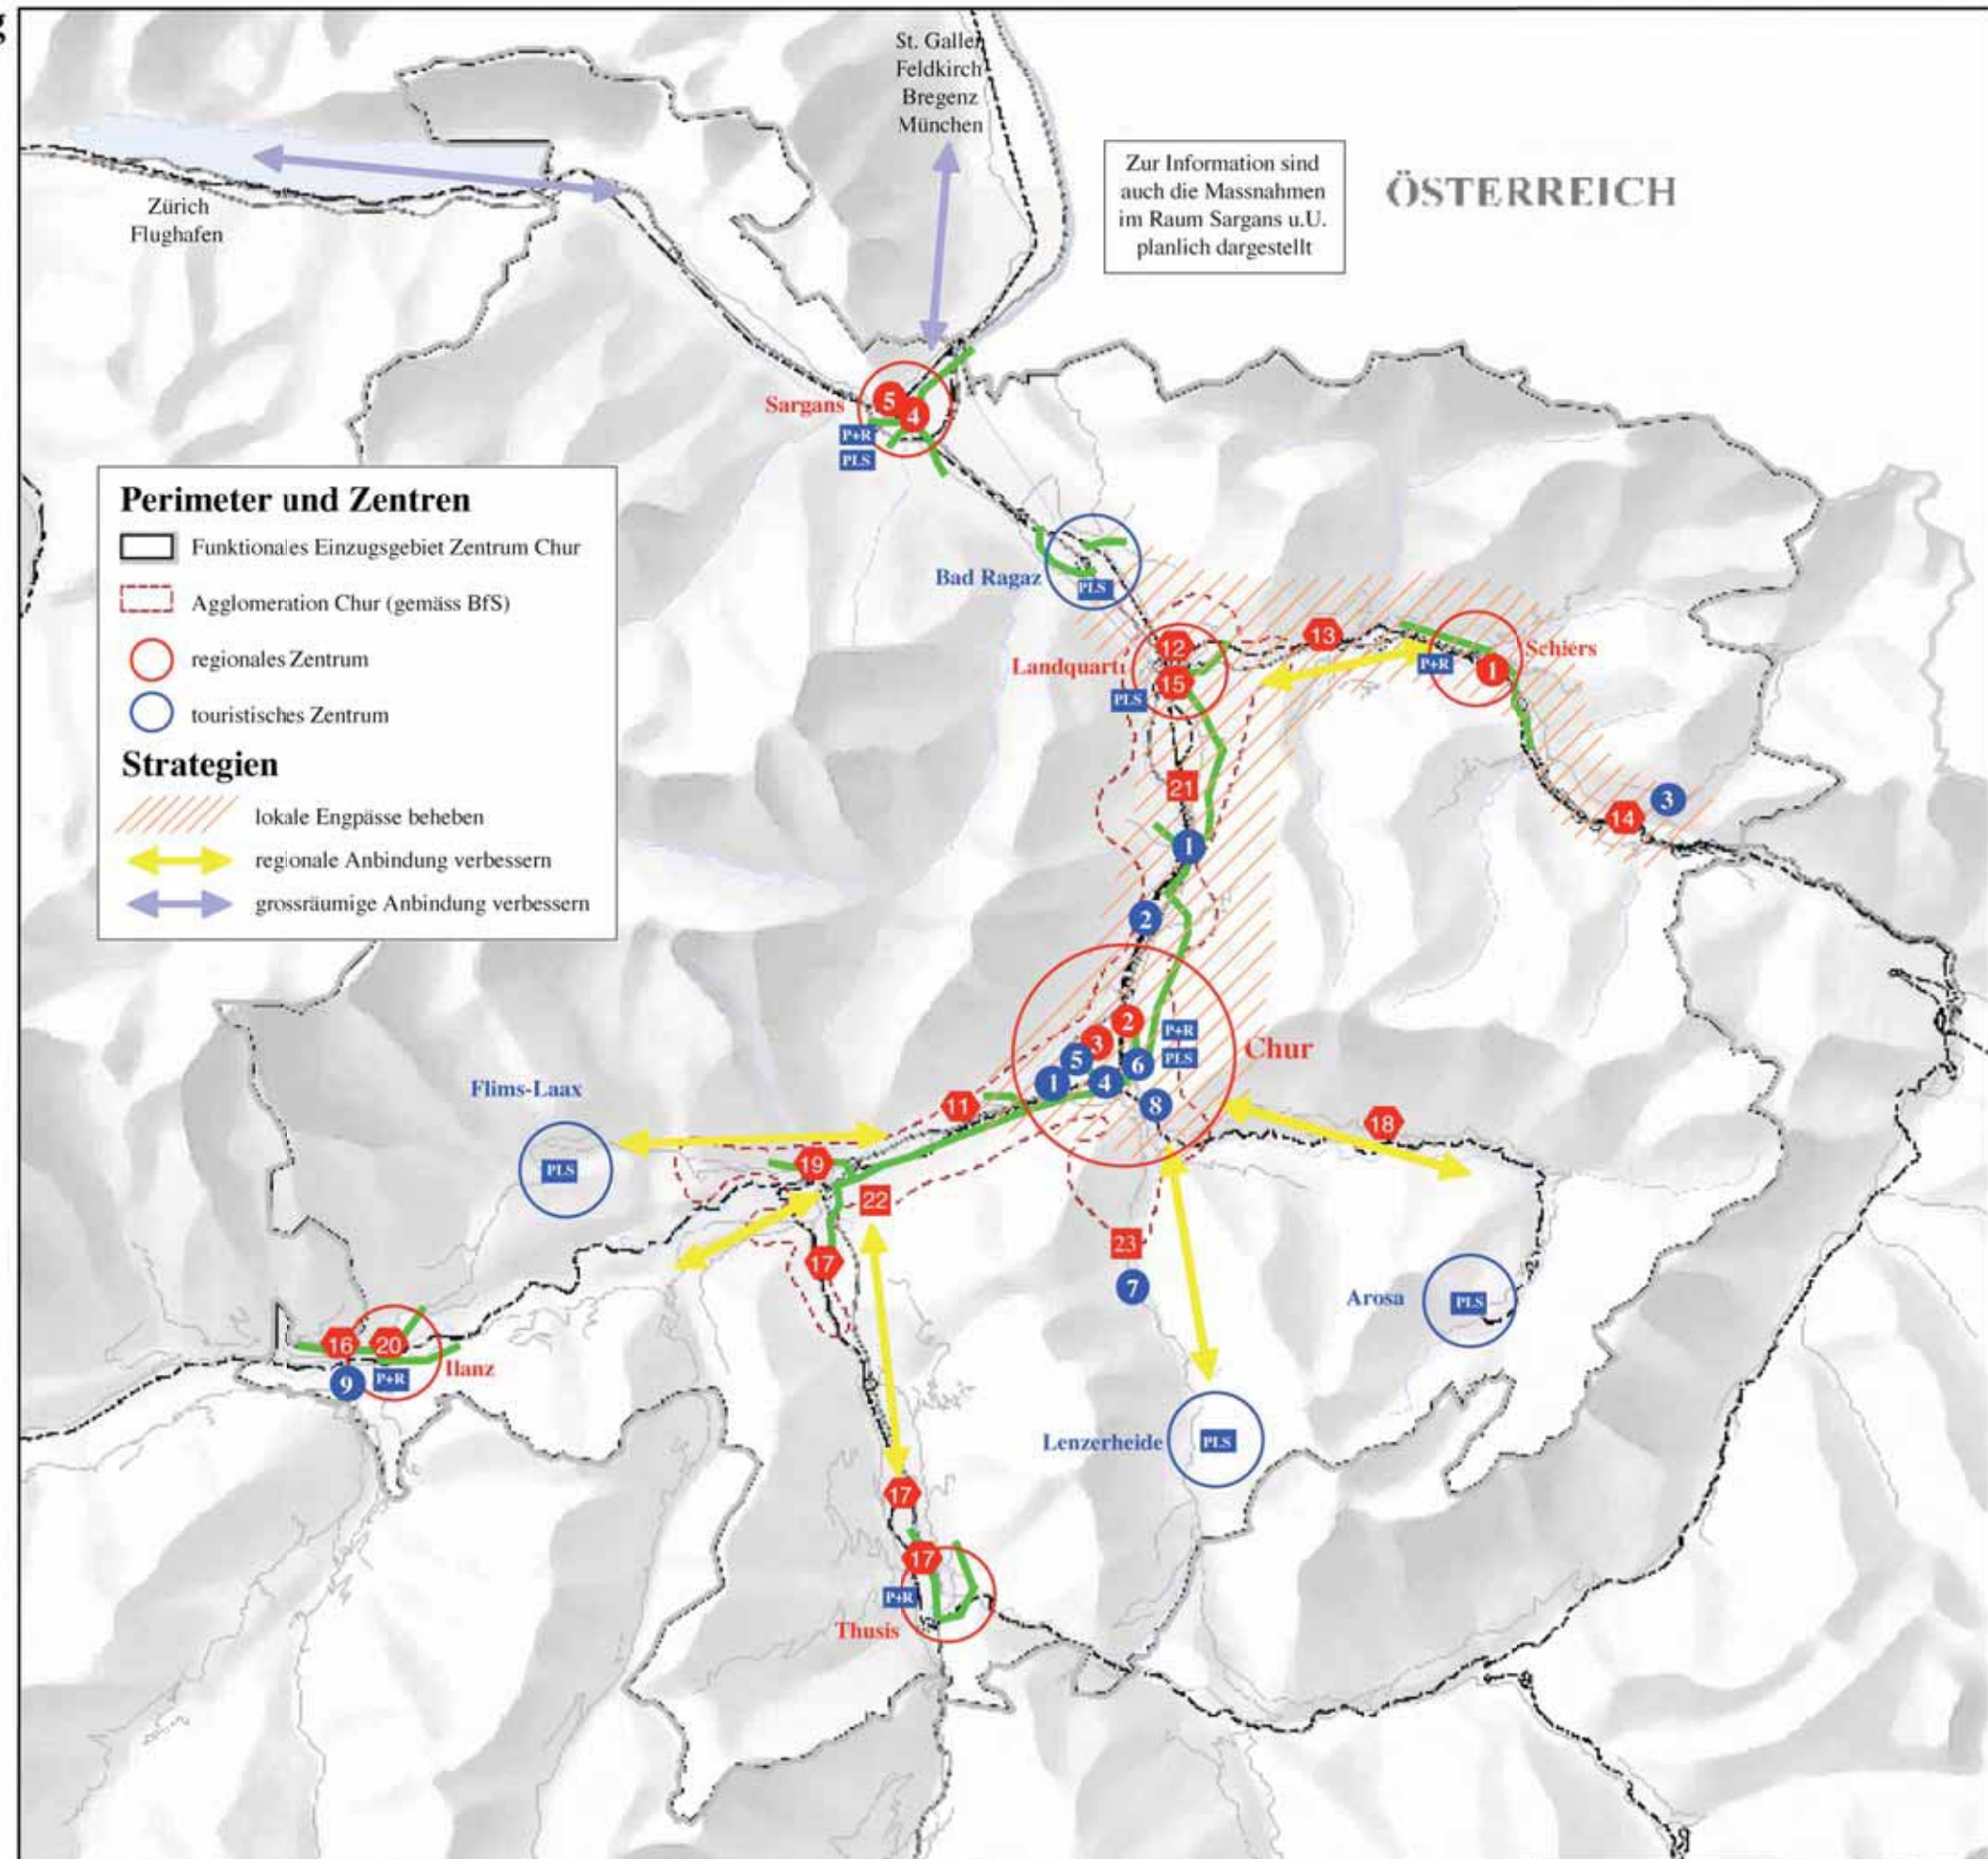 g
St. Gallen
Feldkirch
Bregenz
München
Zürich
Flughafen
Zur Information sind
auch die Massnahmen
im Raum Sargans u.U.
planlich dargestellt
ÖSTERREICH
Sargans
5
4
P+R
PLS
Perimeter und Zentren
Funktionales Einzugsgebiet Zentrum Chur
Agglomeration Chur (gemäss BfS)
regionales Zentrum
touristisches Zentrum
Strategien
lokale Engpässe beheben
regionale Anbindung verbessern
grossräumige Anbindung verbessern
Bad Ragaz
PLS
Landquart
12
15
PLS
13
P+R
1
Schiers
21
14
3
1
2
2
3
5
1
4
6
8
P+R
PLS
Chur
11
Flims-Laax
PLS
19
22
18
17
23
7
Arosa
PLS
16
20
9
P+R
Ilanz
Lenzerheide
PLS
17
17
P+R
Thusis